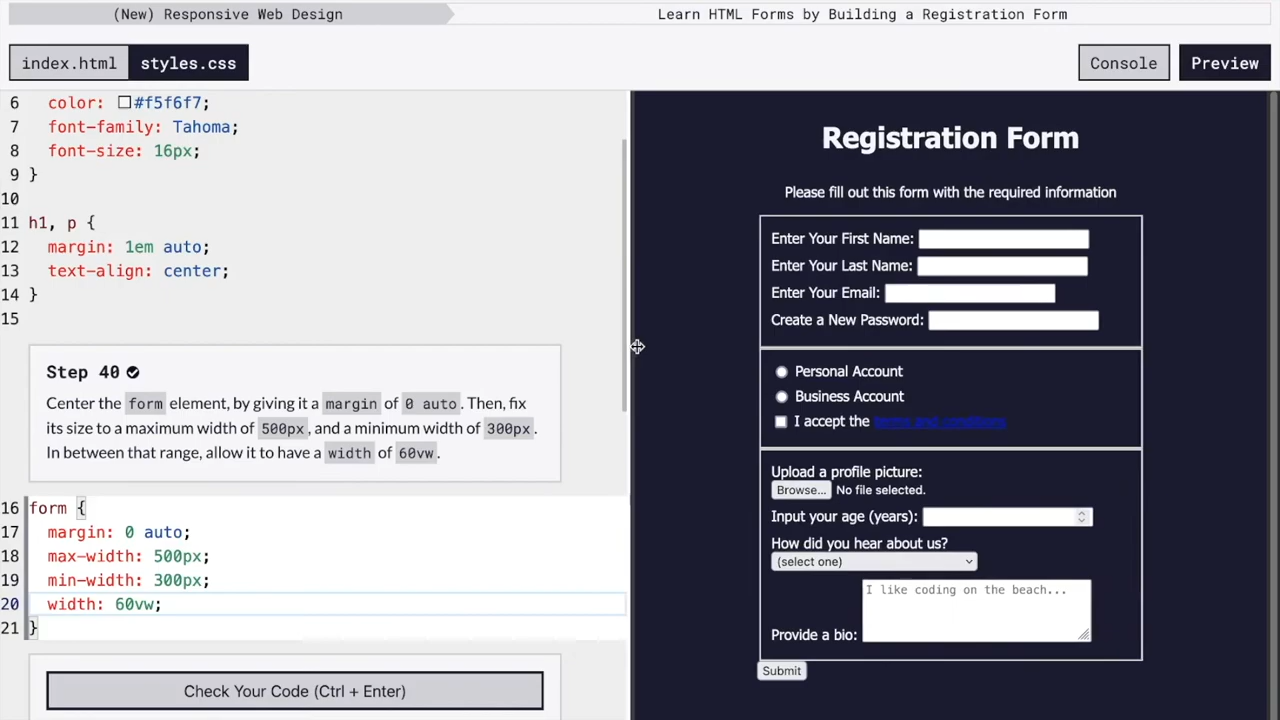 (New) Responsive Web Design
Learn HTML Forms by Building a Registration Form
index.html
styles.css
Console
Preview
6 color: #f5f6f7;
7 font-family: Tahoma;
8 font-size: 16px;
9 }
10
11 h1, p {
12 margin: 1em auto;
13 text-align: center;
14 }
15
Step 40
Center the form element, by giving it a margin of 0 auto. Then, fix
its size to a maximum width of 500px, and a minimum width of 300px.
In between that range, allow it to have a width of 60vw.
16 form {
17 margin: 0 auto;
18 max-width: 500px;
19 min-width: 300px;
20 width: 60vw;
21 }
Check Your Code (Ctrl + Enter)
Registration Form
Please fill out this form with the required information
Enter Your First Name:
Enter Your Last Name:
Enter Your Email:
Create a New Password:
Personal Account
Business Account
I accept the terms and conditions
Upload a profile picture:
Browse... No file selected.
Input your age (years):
How did you hear about us?
(select one)
I like coding on the beach...
Provide a bio:
Submit